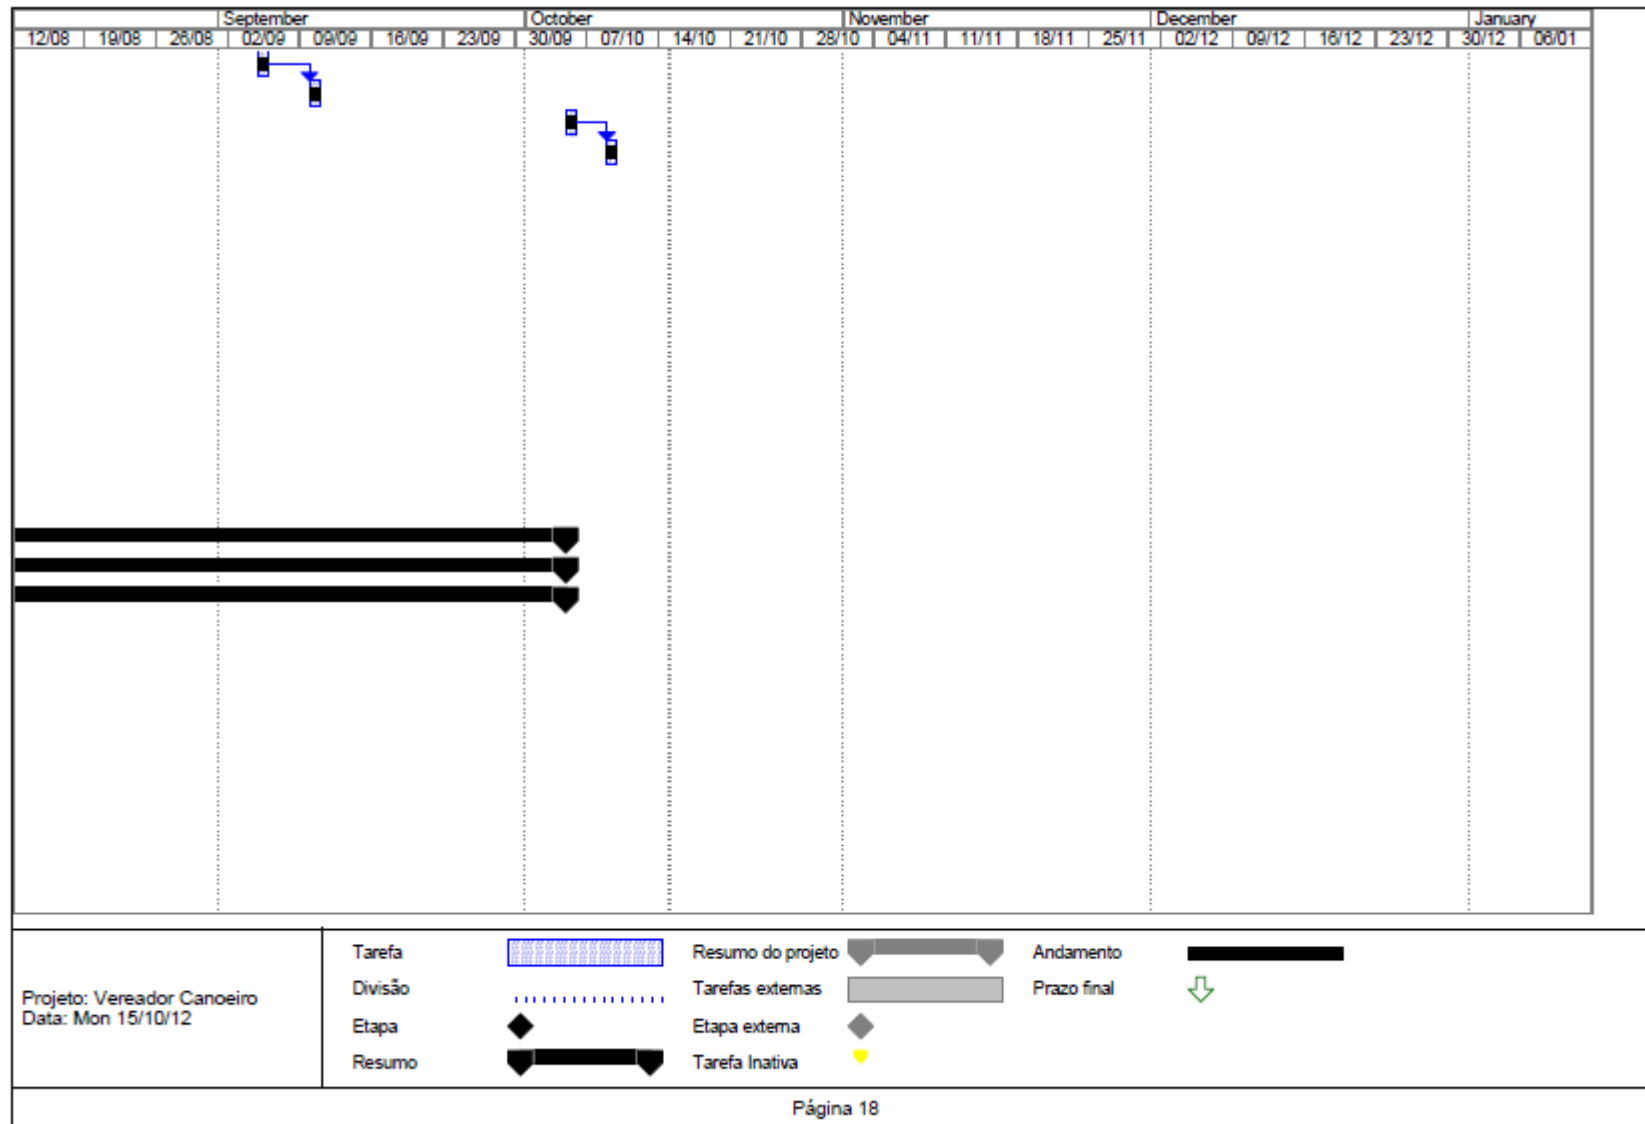 September October November December January
12/08 19/08 26/08 02/09 09/09 16/09 23/09 30/09 07/10 14/10 21/10 28/10 04/11 11/11 18/11 25/11 02/12 09/12 16/12 23/12 30/12 06/01
Projeto: Vereador Canoeiro
Data: Mon 15/10/12
Tarefa
Divisão
Etapa
Resumo
Resumo do projeto
Tarefas externas
Etapa externa
Tarefa Inativa
Andamento
Prazo final
Página 18